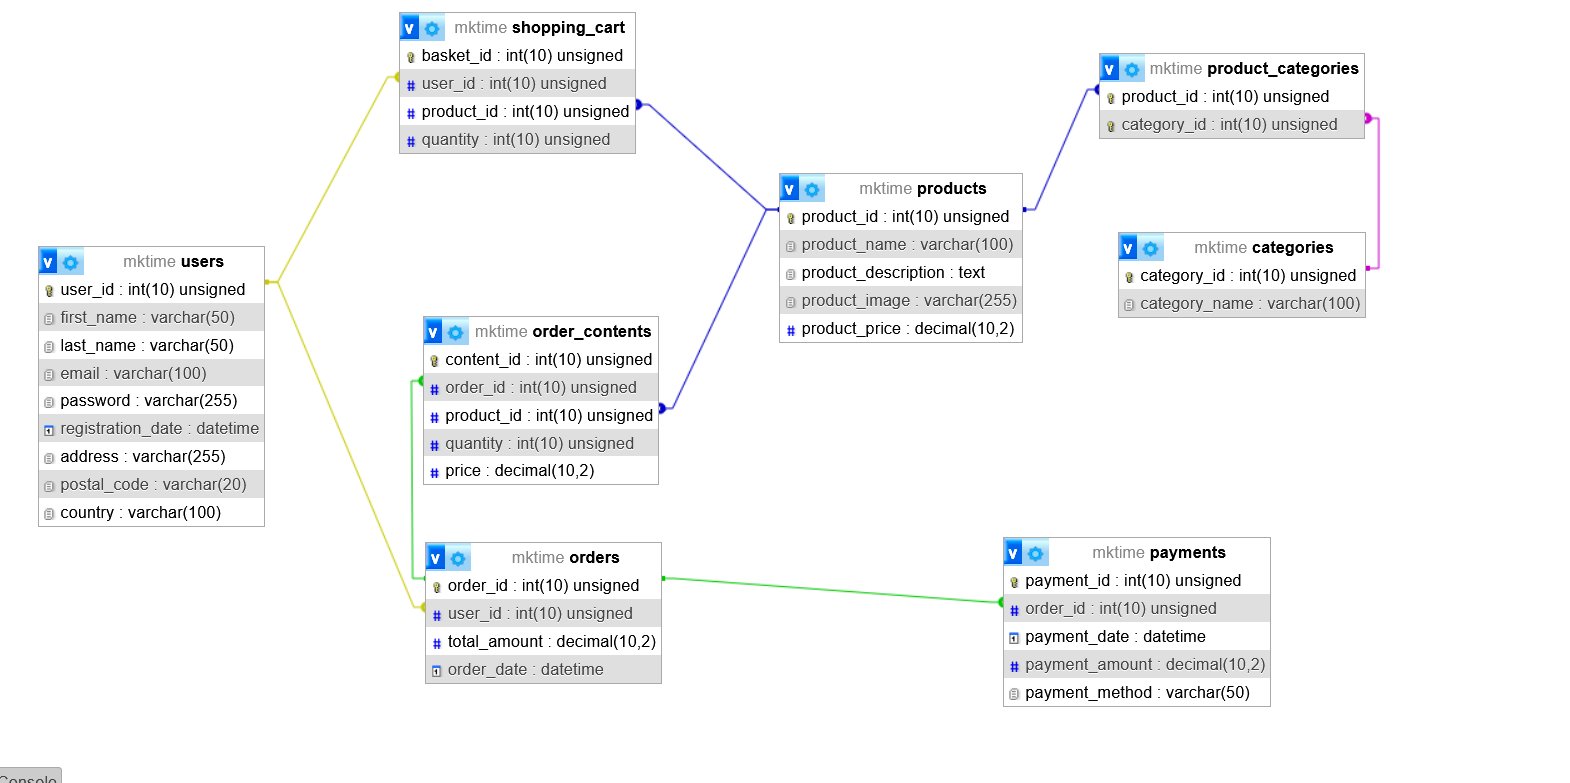 mktime shopping_cart
basket_id : int(10) unsigned
user_id : int(10) unsigned
product_id : int(10) unsigned
quantity : int(10) unsigned
mktime product_categories
product_id : int(10) unsigned
category_id : int(10) unsigned
mktime products
product_id : int(10) unsigned
product_name : varchar(100)
product_description : text
product_image : varchar(255)
product_price : decimal(10,2)
mktime categories
category_id : int(10) unsigned
category_name : varchar(100)
mktime users
user_id : int(10) unsigned
first_name : varchar(50)
last_name : varchar(50)
email : varchar(100)
password : varchar(255)
registration_date : datetime
address : varchar(255)
postal_code : varchar(20)
country : varchar(100)
mktime order_contents
content_id : int(10) unsigned
order_id : int(10) unsigned
product_id : int(10) unsigned
quantity : int(10) unsigned
price : decimal(10,2)
mktime orders
order_id : int(10) unsigned
user_id : int(10) unsigned
total_amount : decimal(10,2)
order_date : datetime
mktime payments
payment_id : int(10) unsigned
order_id : int(10) unsigned
payment_date : datetime
payment_amount : decimal(10,2)
payment_method : varchar(50)
Console